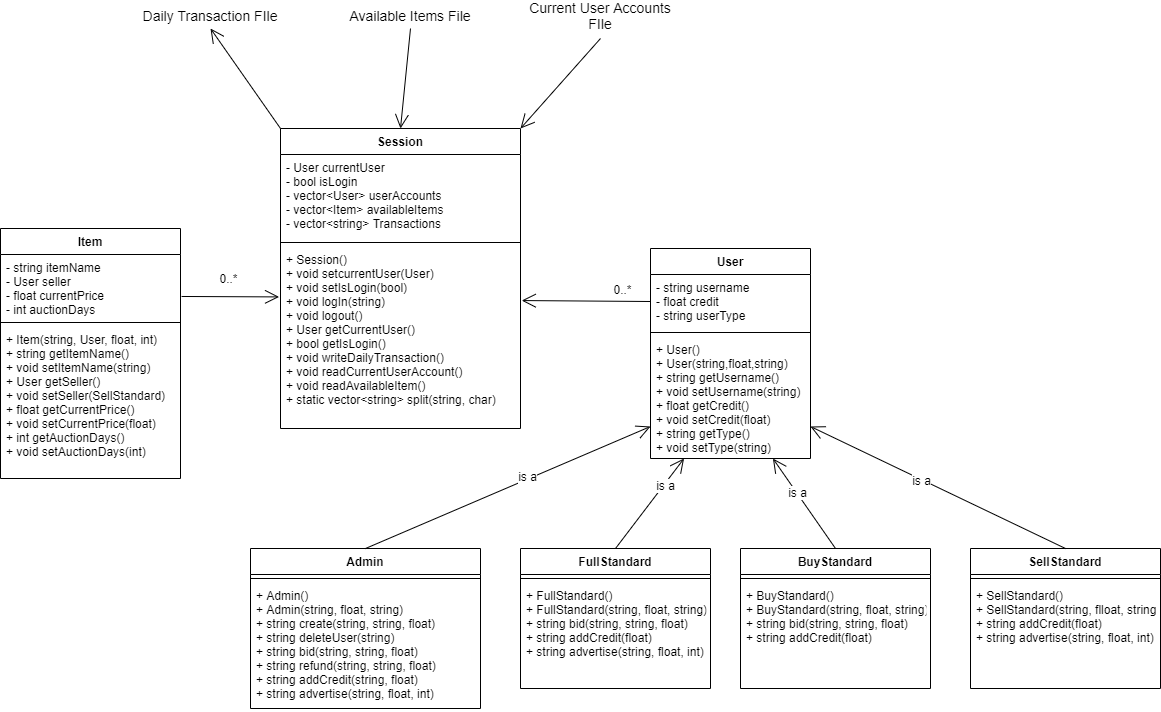 Daily Transaction FIle
Available Items File
Current User Accounts
FIle
Session
- User currentUser
- bool isLogin
- vector<User> userAccounts
- vector<Item> availableItems
- vector<string> Transactions
+ Session()
+ void setcurrentUser(User)
+ void setIsLogin(bool)
+ void logIn(string)
+ void logout()
+ User getCurrentUser()
+ bool getIsLogin()
+ void writeDailyTransaction()
+ void readCurrentUserAccount()
+ void readAvailableItem()
+ static vector<string> split(string, char)
Item
- string itemName
- User seller
- float currentPrice
- int auctionDays
+ Item(string, User, float, int)
+ string getItemName()
+ void setItemName(string)
+ User getSeller()
+ void setSeller(SellStandard)
+ float getCurrentPrice()
+ void setCurrentPrice(float)
+ int getAuctionDays()
+ void setAuctionDays(int)
0..*
0..*
User
- string username
- float credit
- string userType
+ User()
+ User(string,float,string)
+ string getUsername()
+ void setUsername(string)
+ float getCredit()
+ void setCredit(float)
+ string getType()
+ void setType(string)
is a
is a
is a
is a
Admin
+ Admin()
+ Admin(string, float, string)
+ string create(string, string, float)
+ string deleteUser(string)
+ string bid(string, string, float)
+ string refund(string, string, float)
+ string addCredit(string, float)
+ string advertise(string, float, int)
FullStandard
+ FullStandard()
+ FullStandard(string, float, string)
+ string bid(string, string, float)
+ string addCredit(float)
+ string advertise(string, float, int)
BuyStandard
+ BuyStandard()
+ BuyStandard(string, float, string)
+ string bid(string, string, float)
+ string addCredit(float)
SellStandard
+ SellStandard()
+ SellStandard(string, flloat, string
+ string addCredit(float)
+ string advertise(string, float, int)